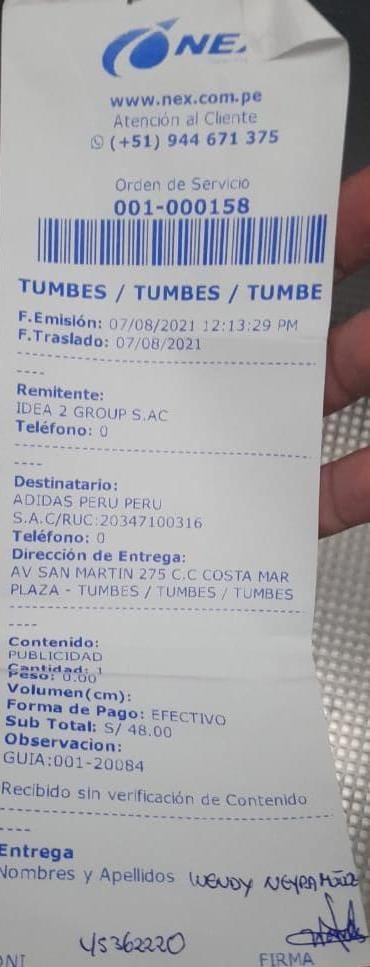 NEX
www.nex.com.pe
Atención al Cliente
(+51) 944 671 375
Orden de Servicio
001-000158
TUMBES / TUMBES / TUMBE
F.Emisión: 07/08/2021 12:13:29 PM
F.Traslado: 07/08/2021
----
Remitente:
IDEA 2 GROUP S.AC
Teléfono: 0
----
Destinatario:
ADIDAS PERU PERU
S.A.C/RUC:20347100316
Teléfono: 0
Dirección de Entrega:
AV SAN MARTIN 275 C.C COSTA MAR
PLAZA - TUMBES / TUMBES / TUMBES
----
Contenido:
PUBLICIDAD
Cantidad: 1
Peso: 0.00
Volumen(cm):
Forma de Pago: EFECTIVO
Sub Total: S/ 48.00
Observacion:
GUIA:001-20084
Recibido sin verificación de Contenido
----
Entrega
Nombres y Apellidos WENDY NEYRA
45362220
DNI FIRMA